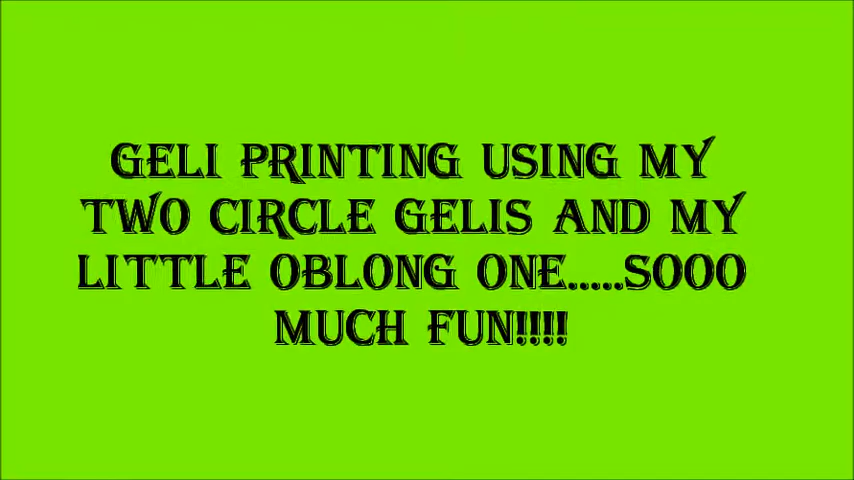 GELI PRINTING USING MY
TWO CIRCLE GELIS AND MY
LITTLE OBLONG ONE.....SOOO
MUCH FUN!!!!